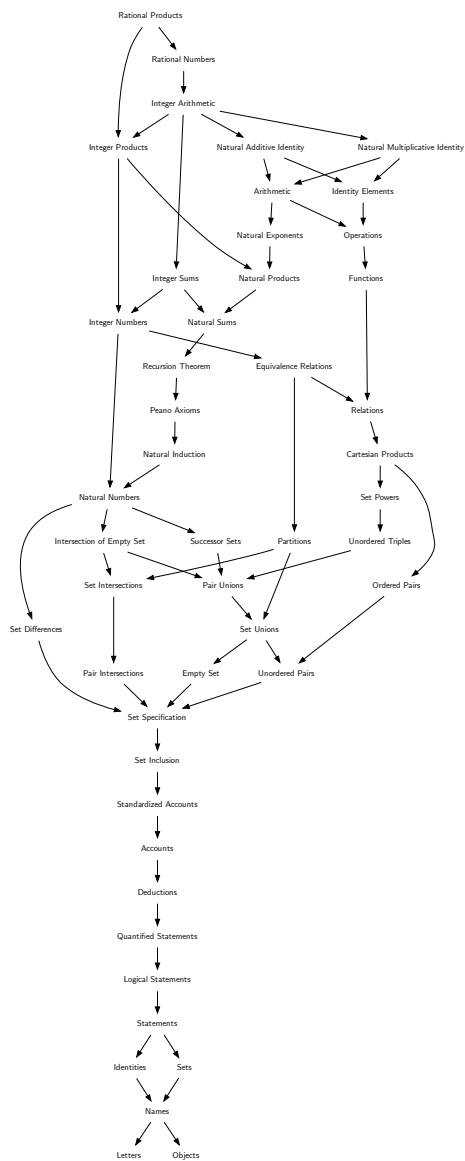 Rational Products
Rational Numbers
Integer Arithmetic
Integer Products
Natural Additive Identity
Natural Multiplicative Identity
Arithmetic
Identity Elements
Natural Exponents
Operations
Integer Sums
Natural Products
Functions
Integer Numbers
Natural Sums
Recursion Theorem
Equivalence Relations
Peano Axioms
Relations
Natural Induction
Cartesian Products
Natural Numbers
Set Powers
Intersection of Empty Set
Successor Sets
Partitions
Unordered Triples
Set Intersections
Pair Unions
Ordered Pairs
Set Differences
Set Unions
Pair Intersections
Empty Set
Unordered Pairs
Set Specification
Set Inclusion
Standardized Accounts
Accounts
Deductions
Quantified Statements
Logical Statements
Statements
Identities
Sets
Names
Letters
Objects